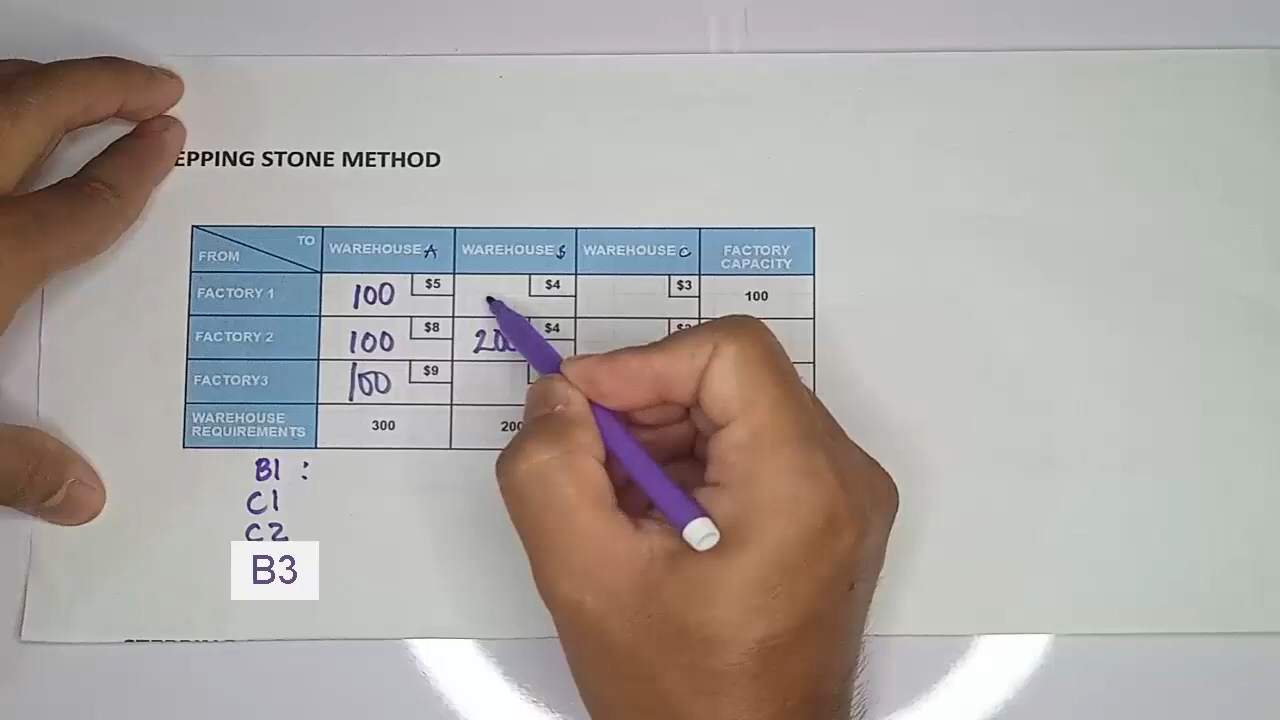 EPPING STONE METHOD
TO
FROM
WAREHOUSE A
WAREHOUSE B
WAREHOUSE C
FACTORY CAPACITY
FACTORY 1
100
$5
$4
$3
100
FACTORY 2
100
$8
200
$4
FACTORY3
100
$9
WAREHOUSE REQUIREMENTS
300
200
B1 :
C1
C2
B3